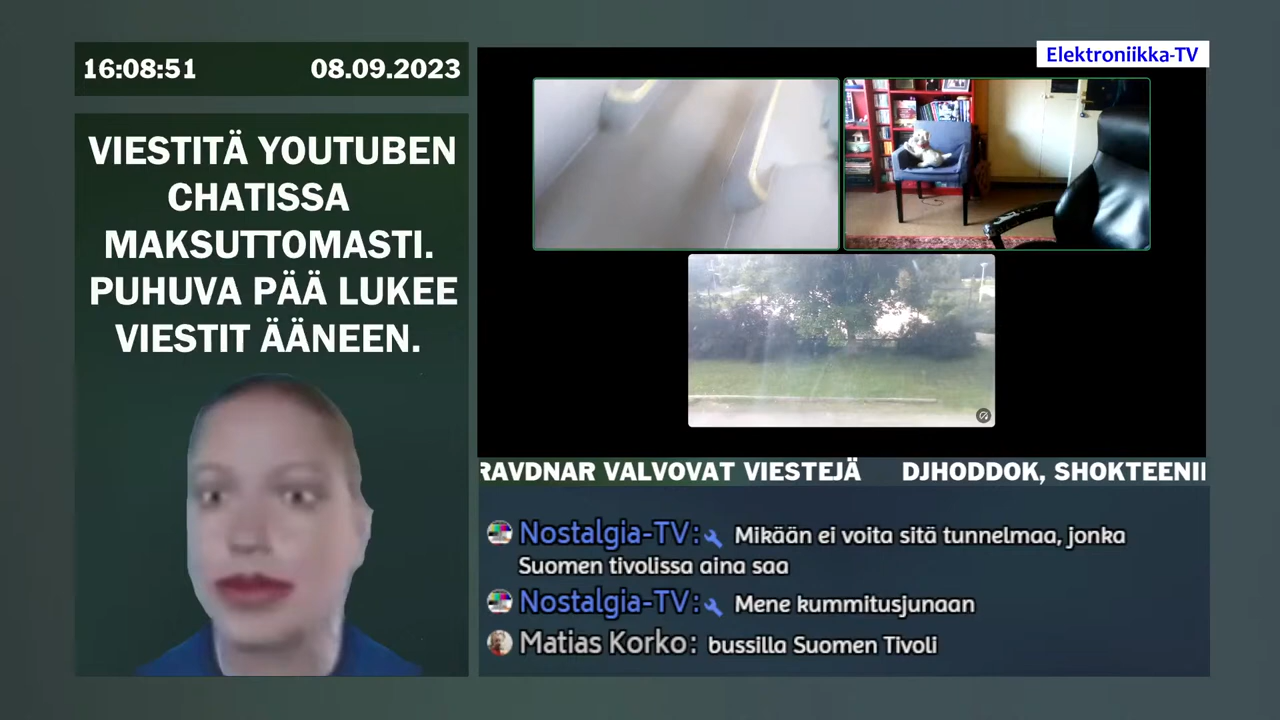 16:08:51 08.09.2023
Elektroniikka-TV
VIESTITÄ YOUTUBEN
CHATISSA
MAKSUTTOMASTI.
PUHUVA PÄÄ LUKEE
VIESTIT ÄÄNEEN.
RAVDNAR VALVOVAT VIESTEJÄ DJHODDOK, SHOKTEENII
Nostalgia-TV: Mikään ei voita sitä tunnelmaa, jonka
Suomen tivolissa aina saa
Nostalgia-TV: Mene kummitusjunaan
Matias Korko: bussilla Suomen Tivoli